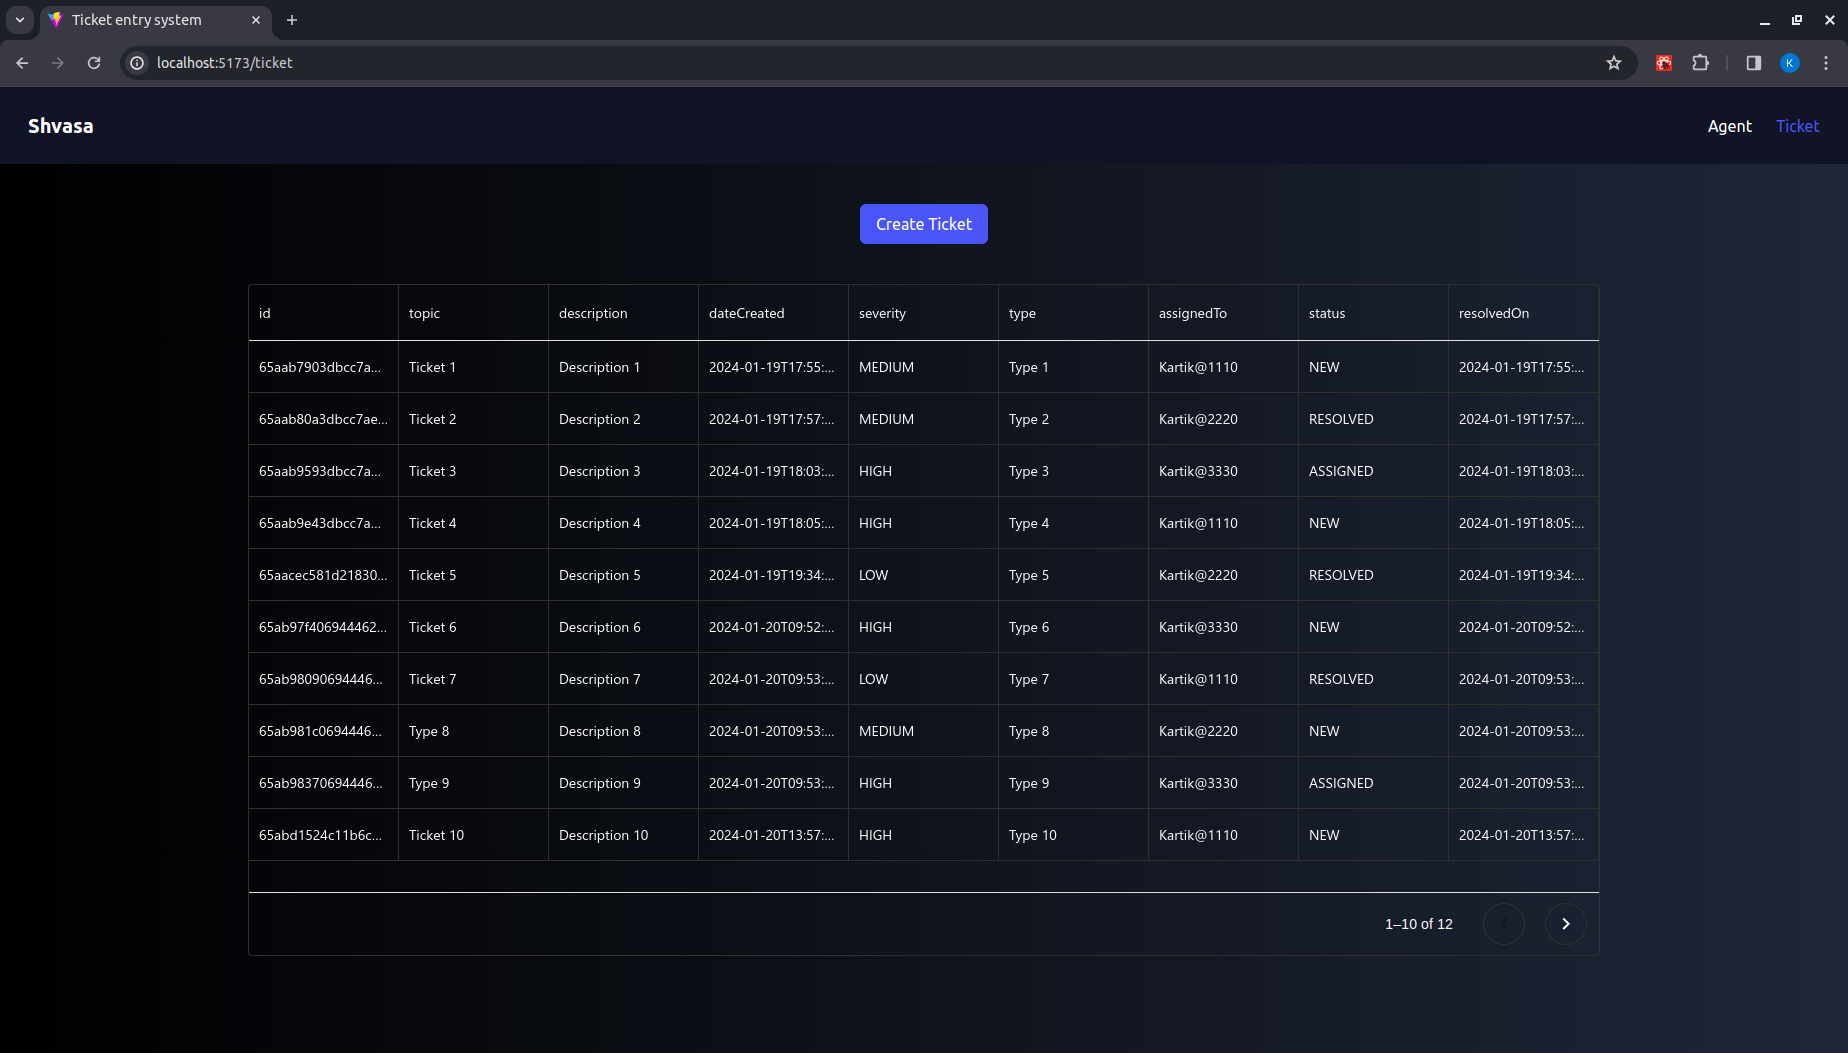 Ticket entry system
localhost:5173/ticket
K
Shvasa
Agent Ticket
Create Ticket
id topic description dateCreated severity type assignedTo status resolvedOn
65aab7903dbcc7a... Ticket 1 Description 1 2024-01-19T17:55:... MEDIUM Type 1 Kartik@1110 NEW 2024-01-19T17:55:...
65aab80a3dbcc7ae... Ticket 2 Description 2 2024-01-19T17:57:... MEDIUM Type 2 Kartik@2220 RESOLVED 2024-01-19T17:57:...
65aab9593dbcc7a... Ticket 3 Description 3 2024-01-19T18:03:... HIGH Type 3 Kartik@3330 ASSIGNED 2024-01-19T18:03:...
65aab9e43dbcc7a... Ticket 4 Description 4 2024-01-19T18:05:... HIGH Type 4 Kartik@1110 NEW 2024-01-19T18:05:...
65aacec581d21830... Ticket 5 Description 5 2024-01-19T19:34:... LOW Type 5 Kartik@2220 RESOLVED 2024-01-19T19:34:...
65ab97f406944462... Ticket 6 Description 6 2024-01-20T09:52:... HIGH Type 6 Kartik@3330 NEW 2024-01-20T09:52:...
65ab98090694446... Ticket 7 Description 7 2024-01-20T09:53:... LOW Type 7 Kartik@1110 RESOLVED 2024-01-20T09:53:...
65ab981c0694446... Type 8 Description 8 2024-01-20T09:53:... MEDIUM Type 8 Kartik@2220 NEW 2024-01-20T09:53:...
65ab98370694446... Type 9 Description 9 2024-01-20T09:53:... HIGH Type 9 Kartik@3330 ASSIGNED 2024-01-20T09:53:...
65abd1524c11b6c... Ticket 10 Description 10 2024-01-20T13:57:... HIGH Type 10 Kartik@1110 NEW 2024-01-20T13:57:...
1–10 of 12